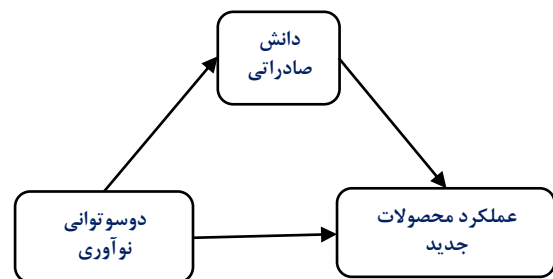 دانش
صادراتی
دوسوتوانی
نوآوری
عملکرد محصولات
جدید